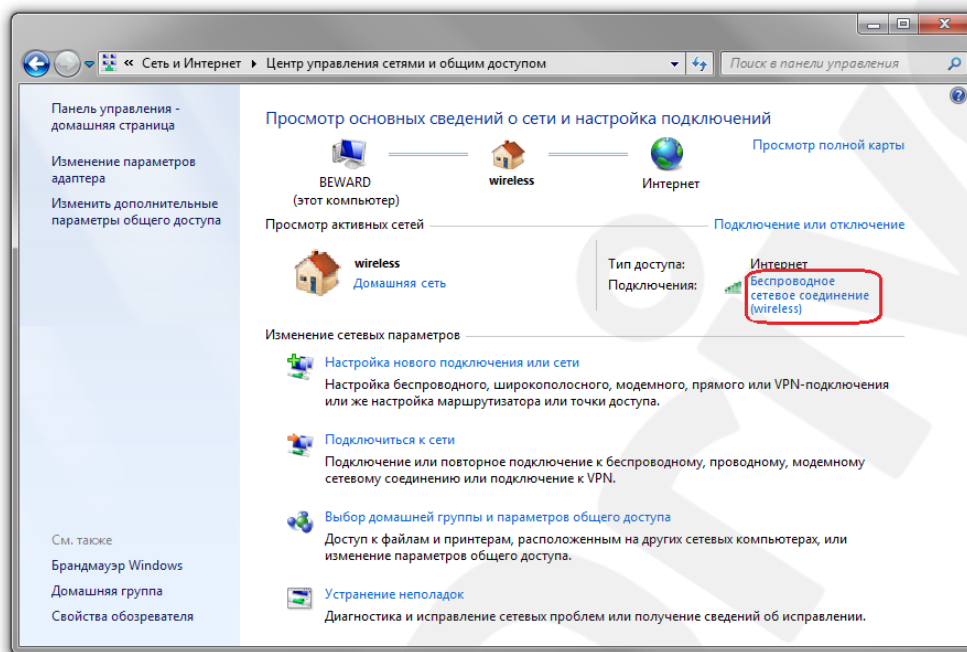 « Сеть и Интернет ▸ Центр управления сетями и общим доступом
Поиск в панели управления
Панель управления -
домашняя страница
Изменение параметров
адаптера
Изменить дополнительные
параметры общего доступа
См. также
Брандмауэр Windows
Домашняя группа
Свойства обозревателя
Просмотр основных сведений о сети и настройка подключений
Просмотр полной карты
BEWARD
(этот компьютер)
wireless
Интернет
Просмотр активных сетей
Подключение или отключение
wireless
Домашняя сеть
Тип доступа: Интернет
Подключения: Беспроводное
сетевое соединение
(wireless)
Изменение сетевых параметров
Настройка нового подключения или сети
Настройка беспроводного, широкополосного, модемного, прямого или VPN-подключения
или же настройка маршрутизатора или точки доступа.
Подключиться к сети
Подключение или повторное подключение к беспроводному, проводному, модемному
сетевому соединению или подключение к VPN.
Выбор домашней группы и параметров общего доступа
Доступ к файлам и принтерам, расположенным на других сетевых компьютерах, или
изменение параметров общего доступа.
Устранение неполадок
Диагностика и исправление сетевых проблем или получение сведений об исправлении.